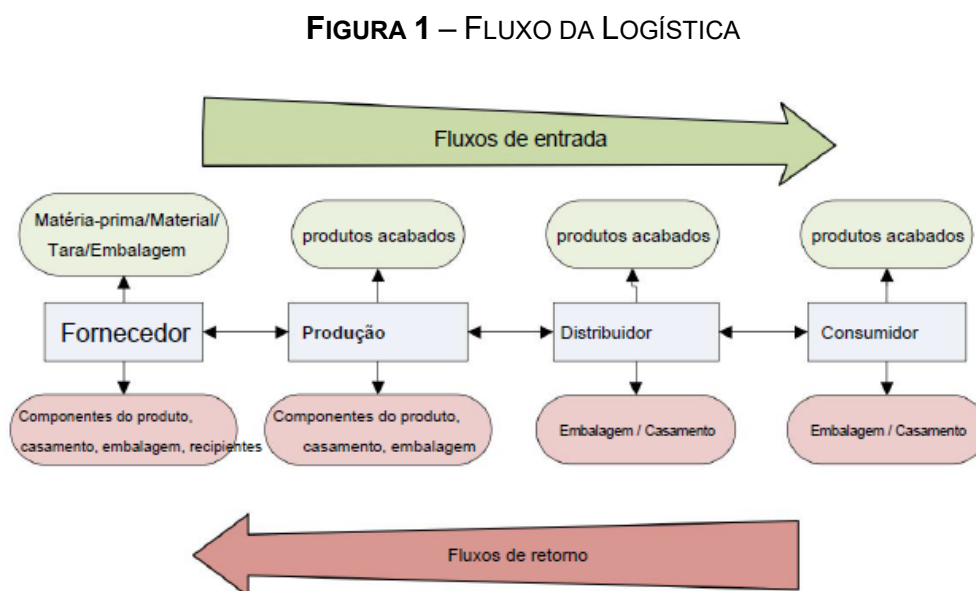 FIGURA 1 – FLUXO DA LOGÍSTICA
Fluxos de entrada
Matéria-prima/Material/
Tara/Embalagem
produtos acabados
produtos acabados
produtos acabados
Fornecedor
Produção
Distribuidor
Consumidor
Componentes do produto,
casamento, embalagem, recipientes
Componentes do produto,
casamento, embalagem
Embalagem / Casamento
Embalagem / Casamento
Fluxos de retorno